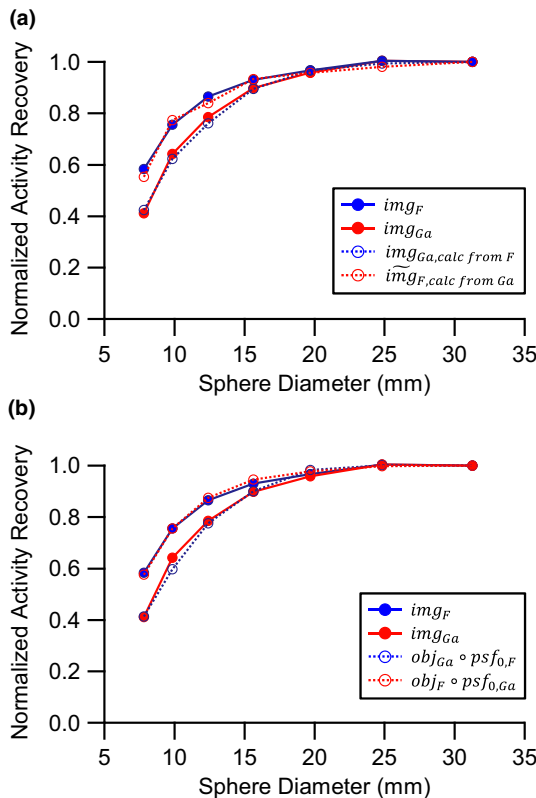 (a)
Normalized Activity Recovery
1.0
0.8
0.6
0.4
0.2
0.0
img_F
img_Ga
img_Ga,calc from F
i͠mg_F,calc from Ga
5 10 15 20 25 30 35
Sphere Diameter (mm)
(b)
Normalized Activity Recovery
1.0
0.8
0.6
0.4
0.2
0.0
img_F
img_Ga
obj_Ga ∘ psf_0,F
obj_F ∘ psf_0,Ga
5 10 15 20 25 30 35
Sphere Diameter (mm)